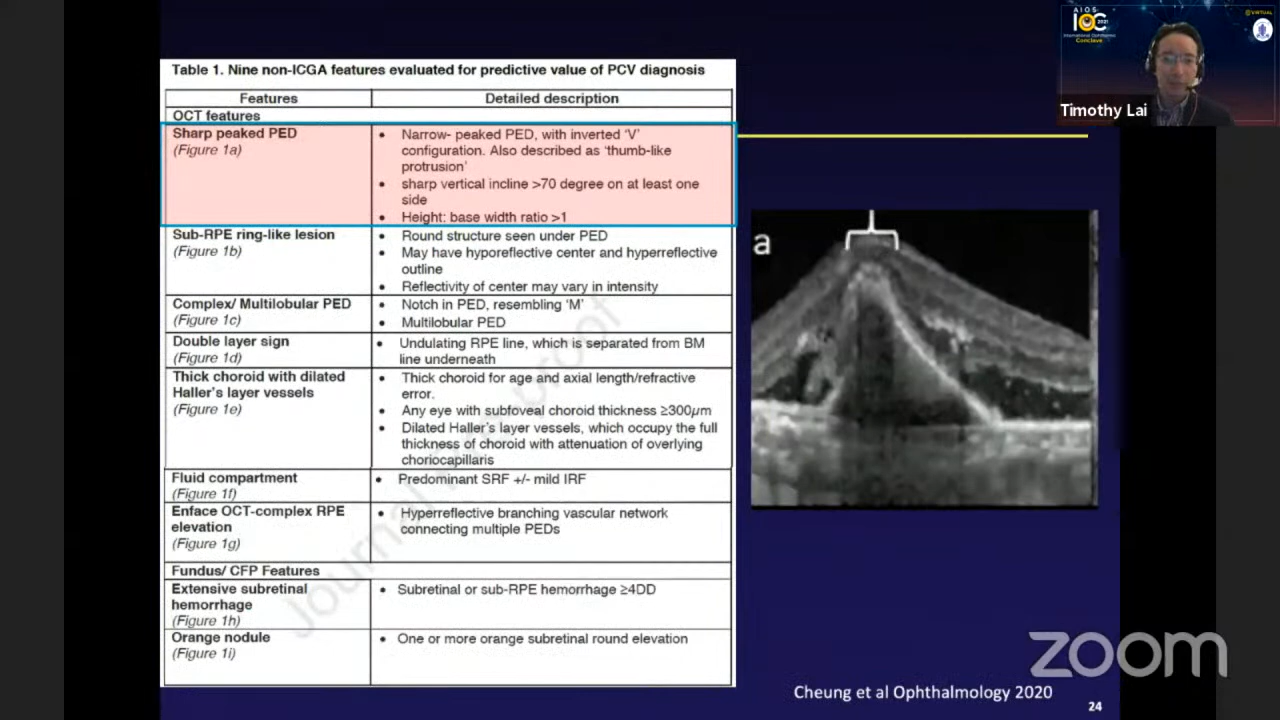 AIOS
IOC
2021
International Ophthalmic
Conclave
VIRTUAL
Timothy Lai
Table 1. Nine non-ICGA features evaluated for predictive value of PCV diagnosis
Features Detailed description
OCT features
Sharp peaked PED
(Figure 1a)
• Narrow- peaked PED, with inverted ‘V’
configuration. Also described as ‘thumb-like
protrusion’
• sharp vertical incline >70 degree on at least one
side
• Height: base width ratio >1
Sub-RPE ring-like lesion
(Figure 1b)
• Round structure seen under PED
• May have hyporeflective center and hyperreflective
outline
• Reflectivity of center may vary in intensity
Complex/ Multilobular PED
(Figure 1c)
• Notch in PED, resembling ‘M’
• Multilobular PED
Double layer sign
(Figure 1d)
• Undulating RPE line, which is separated from BM
line underneath
Thick choroid with dilated
Haller’s layer vessels
(Figure 1e)
• Thick choroid for age and axial length/refractive
error.
• Any eye with subfoveal choroid thickness ≥300µm
• Dilated Haller’s layer vessels, which occupy the full
thickness of choroid with attenuation of overlying
choriocapillaris
Fluid compartment
(Figure 1f)
• Predominant SRF +/- mild IRF
Enface OCT-complex RPE
elevation
(Figure 1g)
• Hyperreflective branching vascular network
connecting multiple PEDs
Fundus/ CFP Features
Extensive subretinal
hemorrhage
(Figure 1h)
• Subretinal or sub-RPE hemorrhage ≥4DD
Orange nodule
(Figure 1i)
• One or more orange subretinal round elevation
Journal Pre-proof
a
zoom
Cheung et al Ophthalmology 2020
24